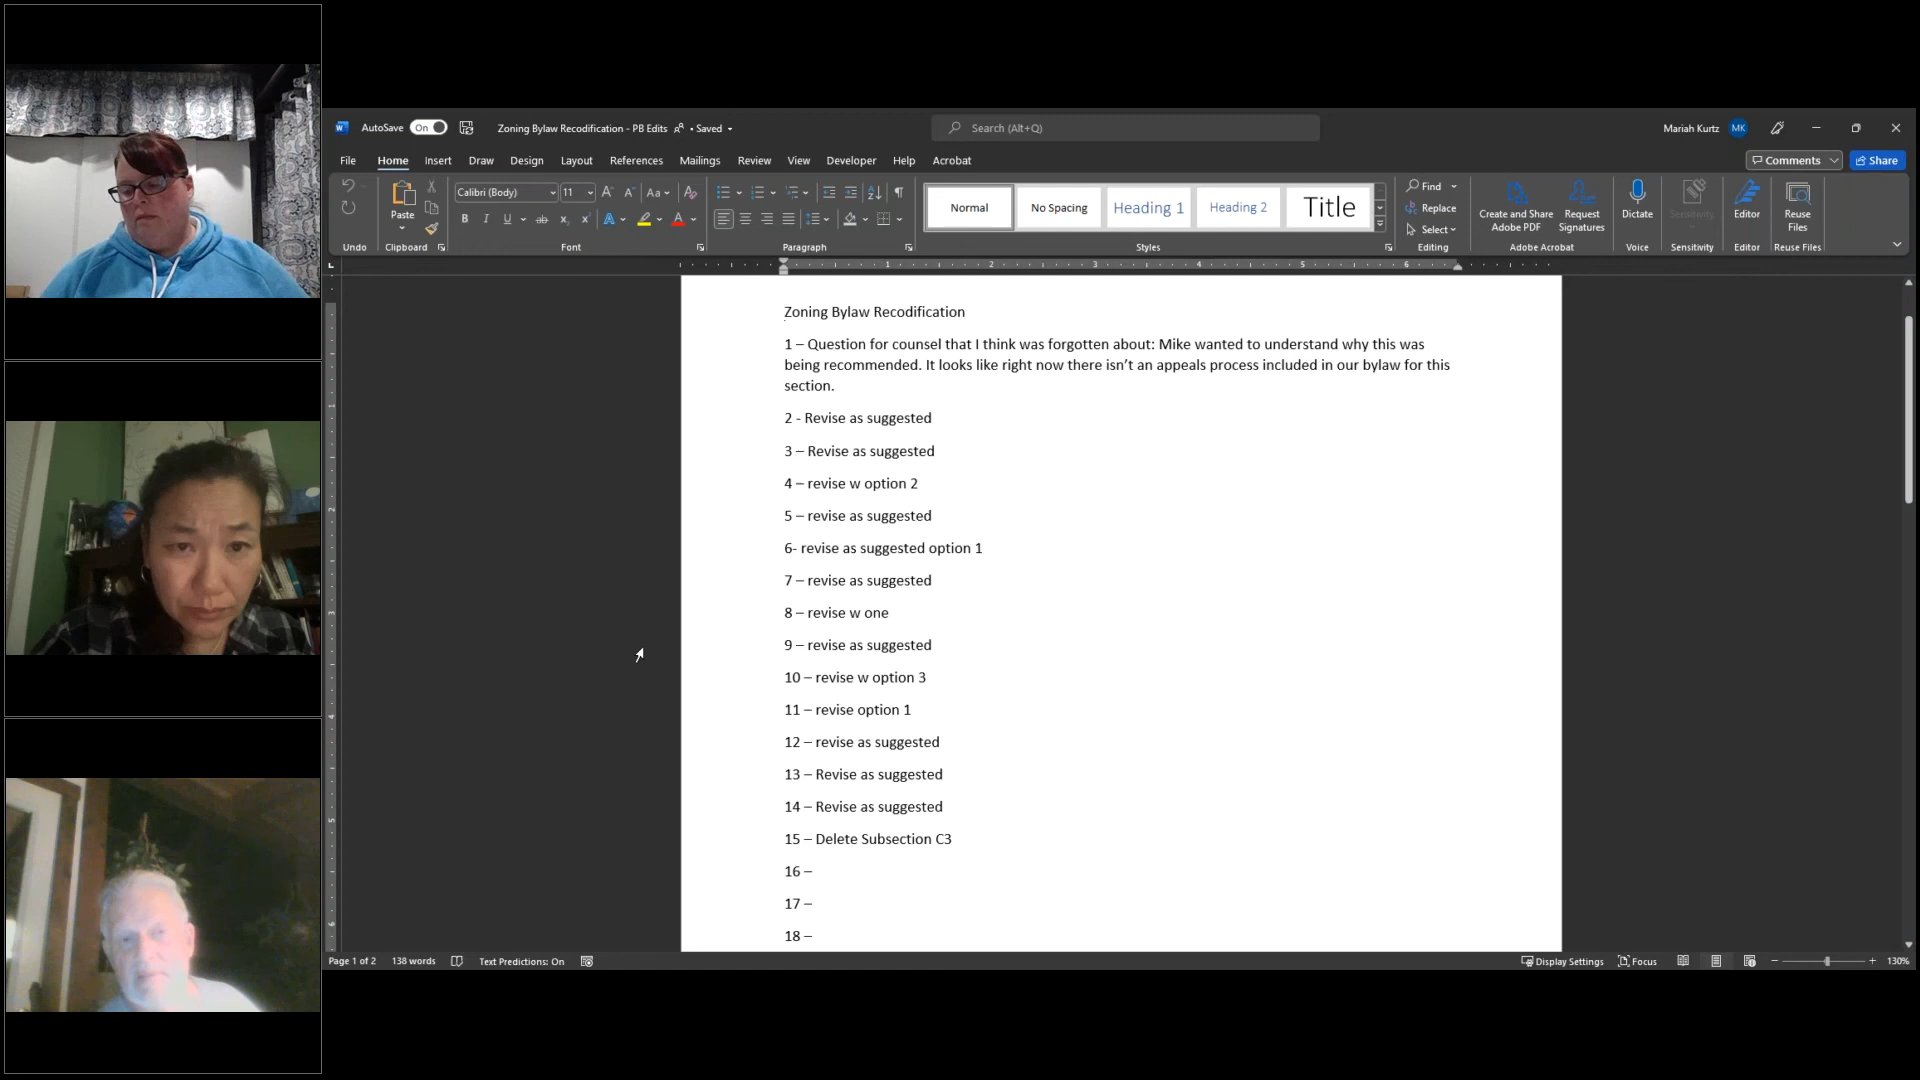 AutoSave On Zoning Bylaw Recodification - PB Edits • Saved Search (Alt+Q) Mariah Kurtz MK
File Home Insert Draw Design Layout References Mailings Review View Developer Help Acrobat Comments Share
Paste Calibri (Body) 11 Aa Normal No Spacing Heading 1 Heading 2 Title Find Replace Select Create and Share Adobe PDF Request Signatures Dictate Sensitivity Editor Reuse Files
Undo Clipboard Font Paragraph Styles Editing Adobe Acrobat Voice Sensitivity Editor Reuse Files
1 2 3 4 5 6
Zoning Bylaw Recodification
1 – Question for counsel that I think was forgotten about: Mike wanted to understand why this was
being recommended. It looks like right now there isn’t an appeals process included in our bylaw for this
section.
2 - Revise as suggested
3 – Revise as suggested
4 – revise w option 2
5 – revise as suggested
6- revise as suggested option 1
7 – revise as suggested
8 – revise w one
9 – revise as suggested
10 – revise w option 3
11 – revise option 1
12 – revise as suggested
13 – Revise as suggested
14 – Revise as suggested
15 – Delete Subsection C3
16 –
17 –
18 –
Page 1 of 2 138 words Text Predictions: On Display Settings Focus 130%